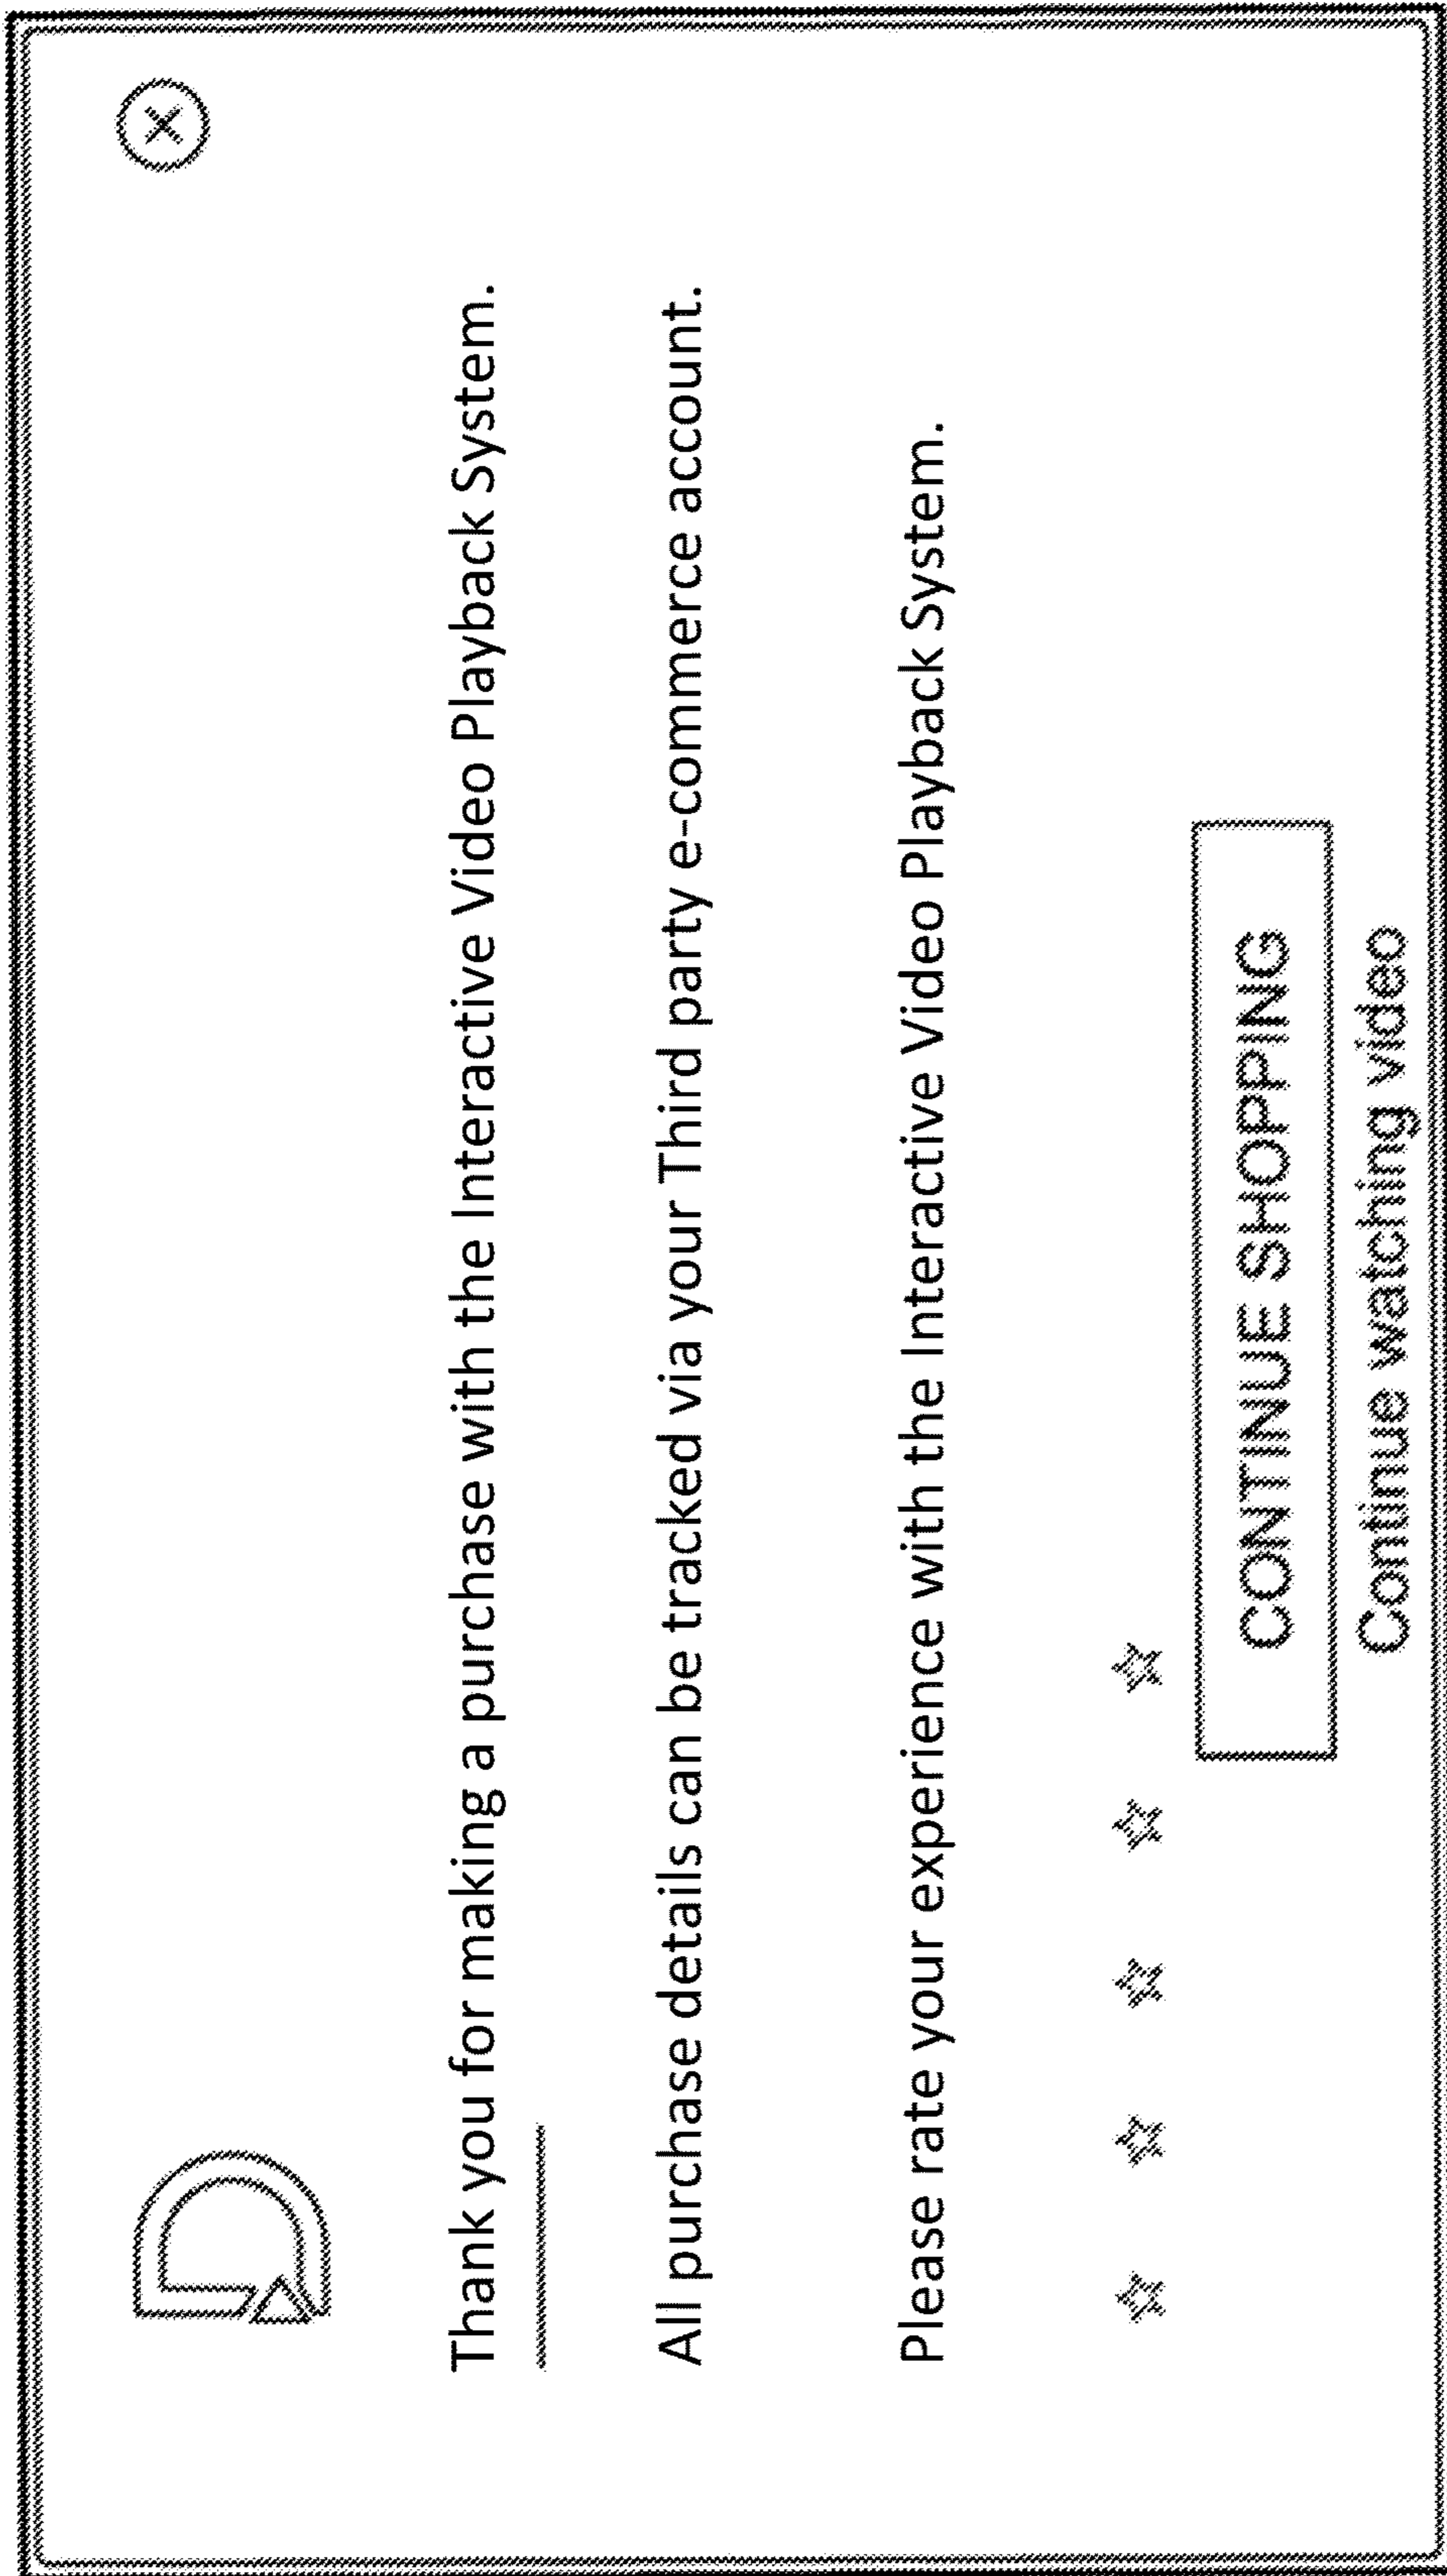 Thank you for making a purchase with the Interactive Video Playback System.
All purchase details can be tracked via your Third party e-commerce account.
Please rate your experience with the Interactive Video Playback System.
CONTINUE SHOPPING
Continue watching video